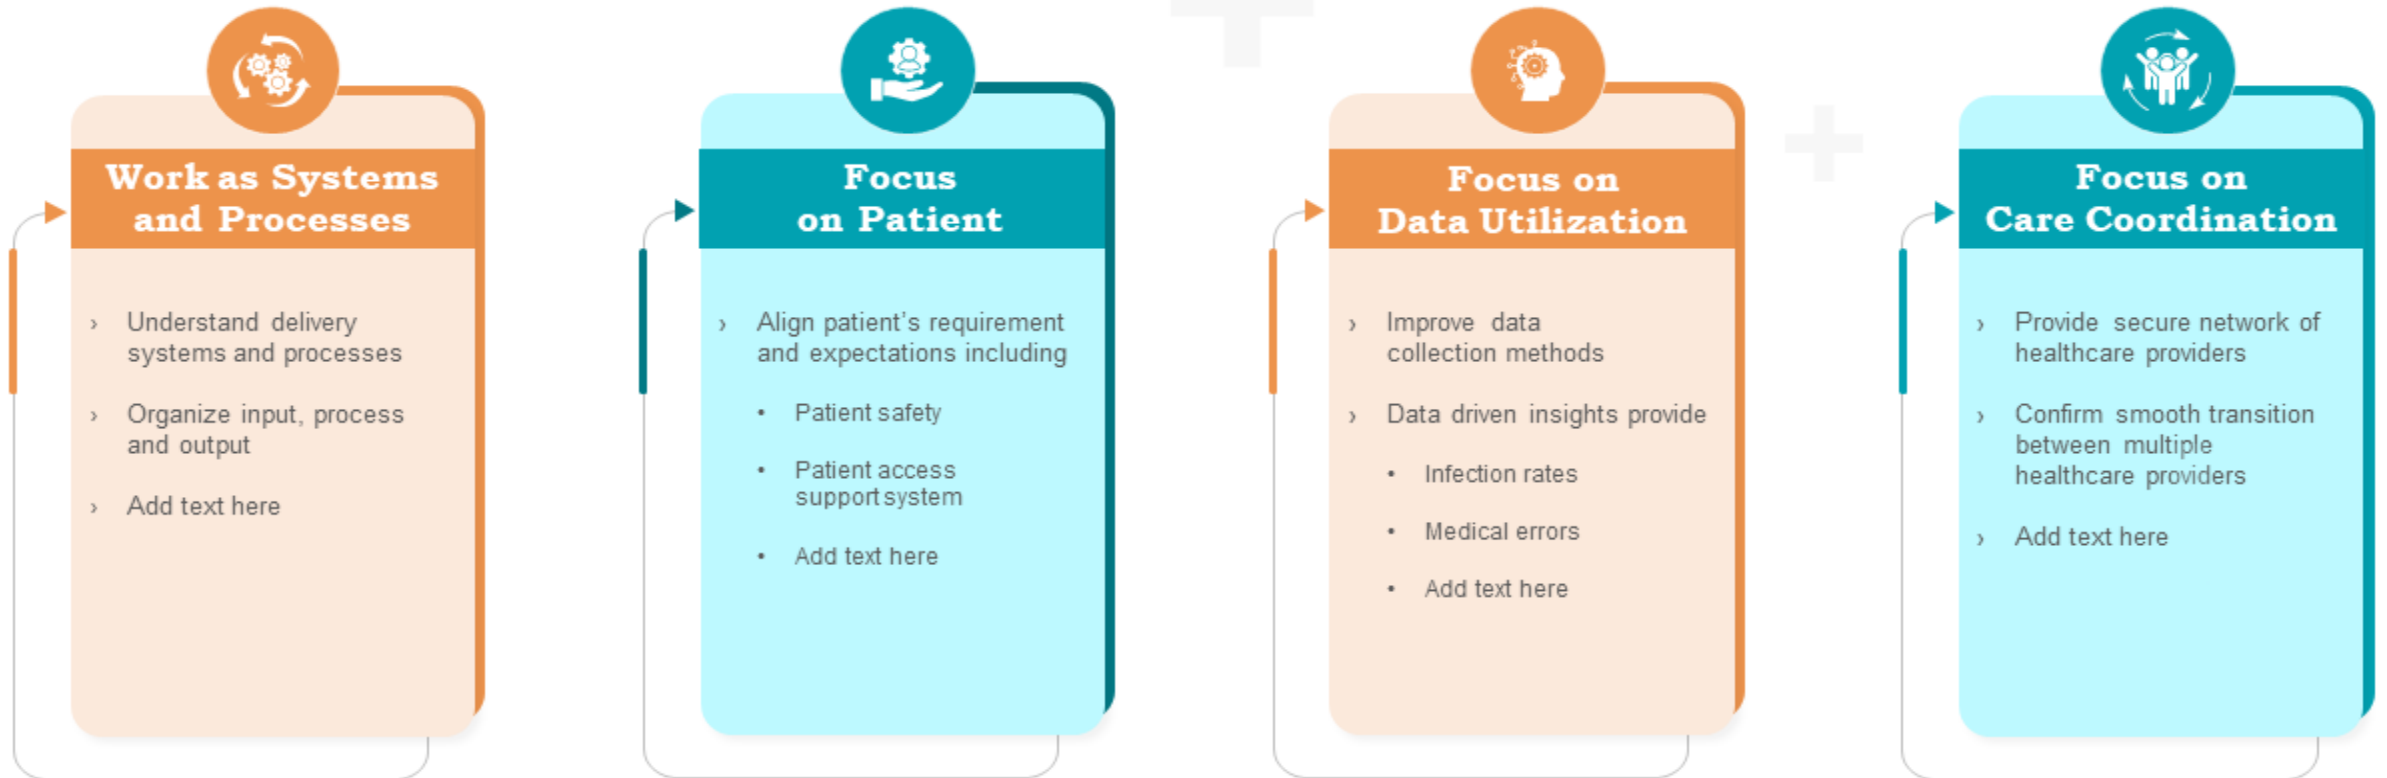 Work as Systems
and Processes
› Understand delivery
systems and processes
› Organize input, process
and output
› Add text here
Focus
on Patient
› Align patient's requirement
and expectations including
• Patient safety
• Patient access
support system
• Add text here
Focus on
Data Utilization
› Improve data
collection methods
› Data driven insights provide
• Infection rates
• Medical errors
• Add text here
Focus on
Care Coordination
› Provide secure network of
healthcare providers
› Confirm smooth transition
between multiple
healthcare providers
› Add text here